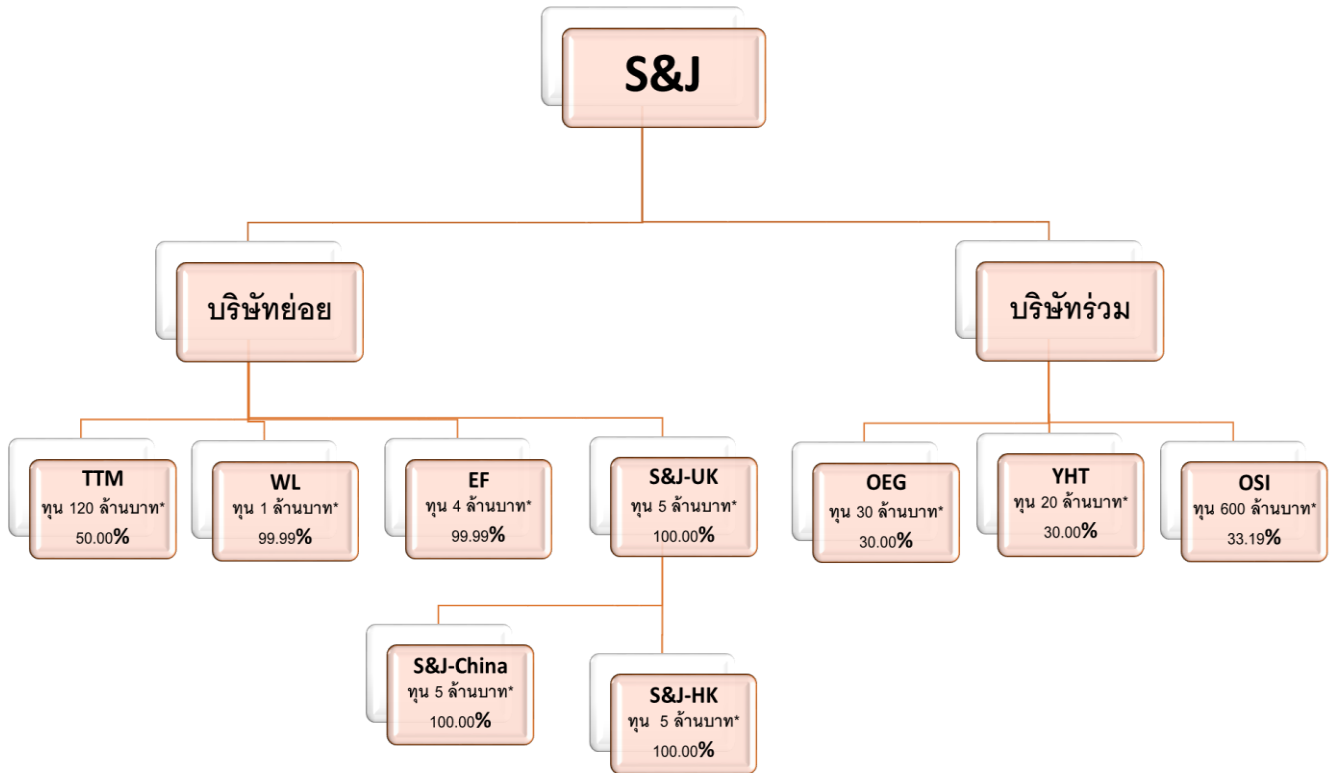 S&J
บริษัทย่อย
บริษัทร่วม
TTM
ทุน 120 ล้านบาท*
50.00%
WL
ทุน 1 ล้านบาท*
99.99%
EF
ทุน 4 ล้านบาท*
99.99%
S&J-UK
ทุน 5 ล้านบาท*
100.00%
OEG
ทุน 30 ล้านบาท*
30.00%
YHT
ทุน 20 ล้านบาท*
30.00%
OSI
ทุน 600 ล้านบาท*
33.19%
S&J-China
ทุน 5 ล้านบาท*
100.00%
S&J-HK
ทุน 5 ล้านบาท*
100.00%